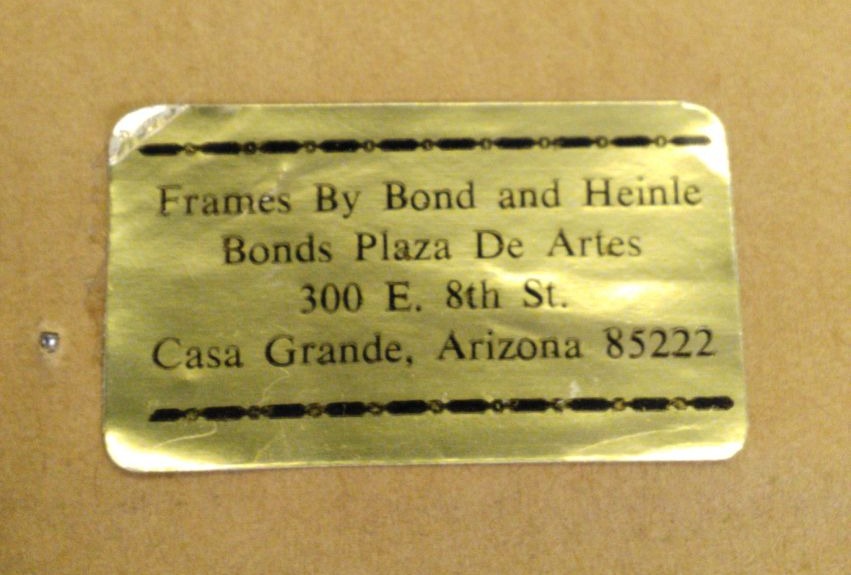 Frames By Bond and Heinle
Bonds Plaza De Artes
300 E. 8th St.
Casa Grande, Arizona 85222